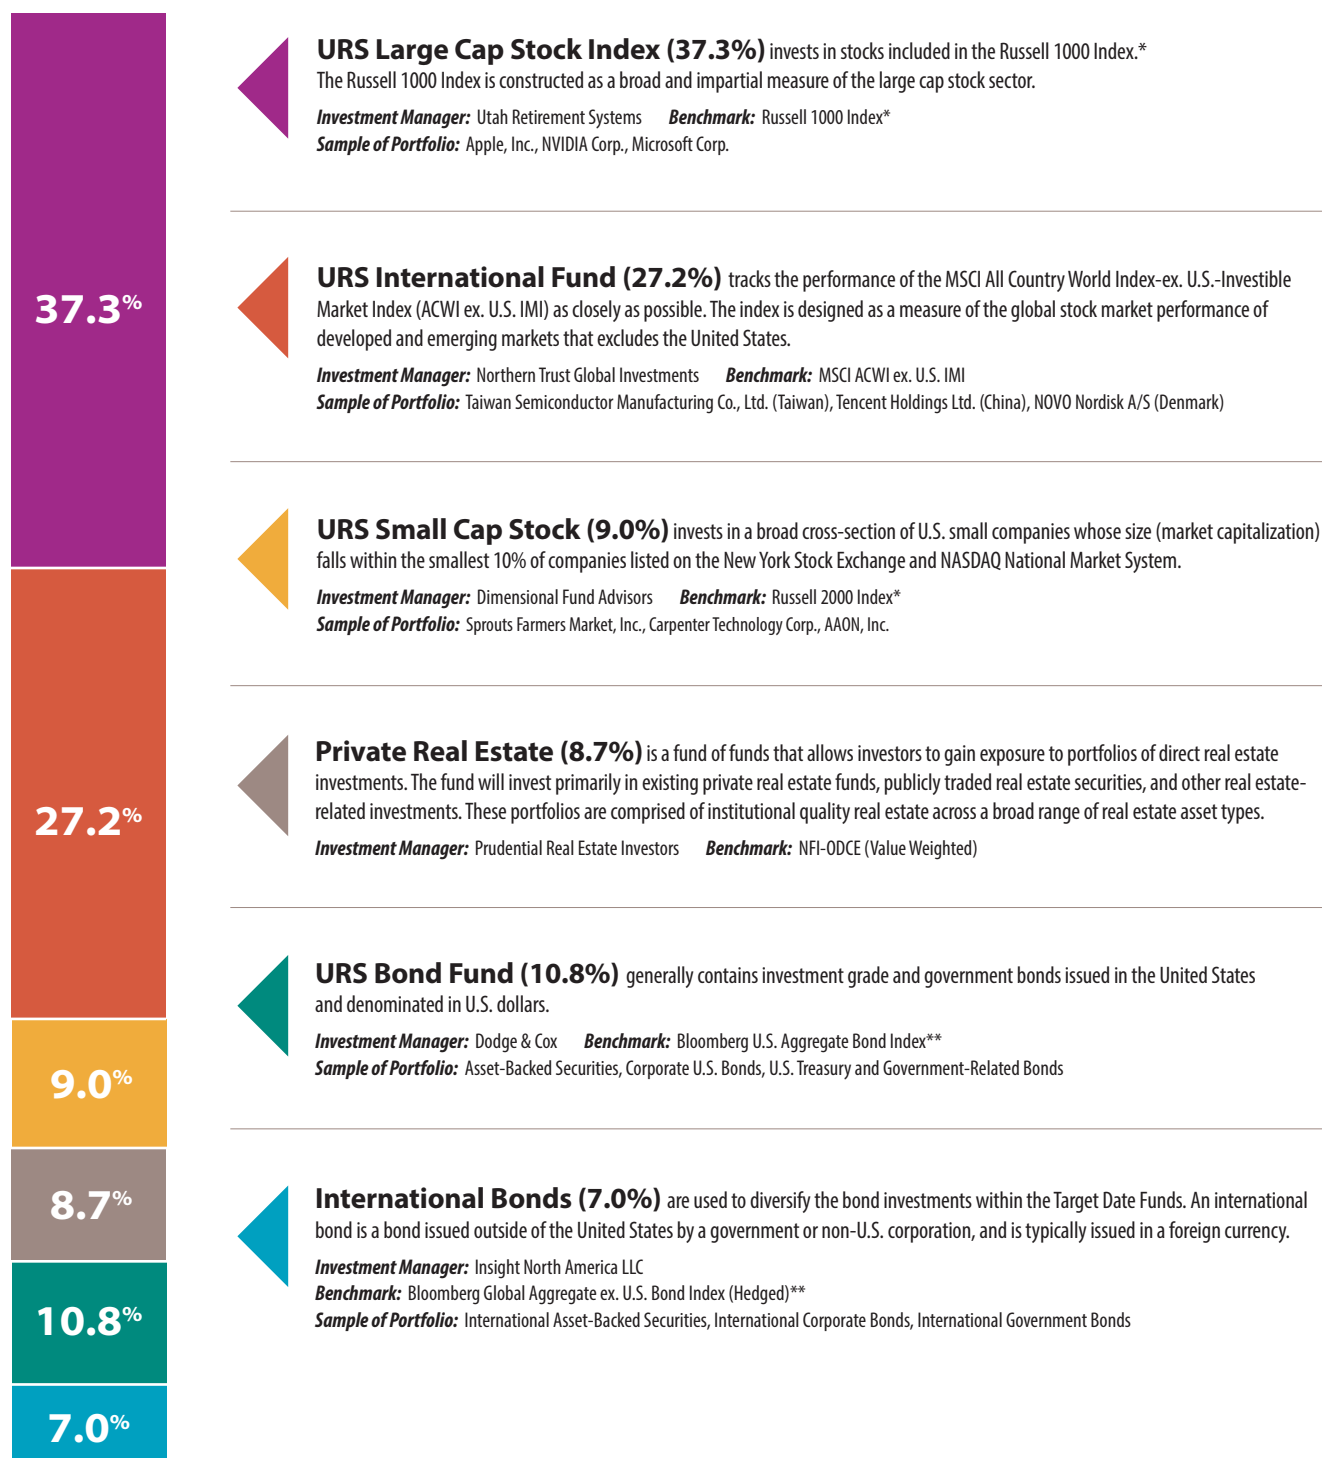 URS Large Cap Stock Index (37.3%) invests in stocks included in the Russell 1000 Index.*
The Russell 1000 Index is constructed as a broad and impartial measure of the large cap stock sector.
Investment Manager: Utah Retirement Systems Benchmark: Russell 1000 Index*
Sample of Portfolio: Apple, Inc., NVIDIA Corp., Microsoft Corp.
37.3%
URS International Fund (27.2%) tracks the performance of the MSCI All Country World Index-ex. U.S.-Investible
Market Index (ACWI ex. U.S. IMI) as closely as possible. The index is designed as a measure of the global stock market performance of
developed and emerging markets that excludes the United States.
Investment Manager: Northern Trust Global Investments Benchmark: MSCI ACWI ex. U.S. IMI
Sample of Portfolio: Taiwan Semiconductor Manufacturing Co., Ltd. (Taiwan), Tencent Holdings Ltd. (China), NOVO Nordisk A/S (Denmark)
URS Small Cap Stock (9.0%) invests in a broad cross-section of U.S. small companies whose size (market capitalization)
falls within the smallest 10% of companies listed on the New York Stock Exchange and NASDAQ National Market System.
Investment Manager: Dimensional Fund Advisors Benchmark: Russell 2000 Index*
Sample of Portfolio: Sprouts Farmers Market, Inc., Carpenter Technology Corp., AAON, Inc.
27.2%
Private Real Estate (8.7%) is a fund of funds that allows investors to gain exposure to portfolios of direct real estate
investments. The fund will invest primarily in existing private real estate funds, publicly traded real estate securities, and other real estate-
related investments. These portfolios are comprised of institutional quality real estate across a broad range of real estate asset types.
Investment Manager: Prudential Real Estate Investors Benchmark: NFI-ODCE (Value Weighted)
URS Bond Fund (10.8%) generally contains investment grade and government bonds issued in the United States
and denominated in U.S. dollars.
Investment Manager: Dodge & Cox Benchmark: Bloomberg U.S. Aggregate Bond Index**
Sample of Portfolio: Asset-Backed Securities, Corporate U.S. Bonds, U.S. Treasury and Government-Related Bonds
9.0%
8.7%
International Bonds (7.0%) are used to diversify the bond investments within the Target Date Funds. An international
bond is a bond issued outside of the United States by a government or non-U.S. corporation, and is typically issued in a foreign currency.
Investment Manager: Insight North America LLC
Benchmark: Bloomberg Global Aggregate ex. U.S. Bond Index (Hedged)**
Sample of Portfolio: International Asset-Backed Securities, International Corporate Bonds, International Government Bonds
10.8%
7.0%